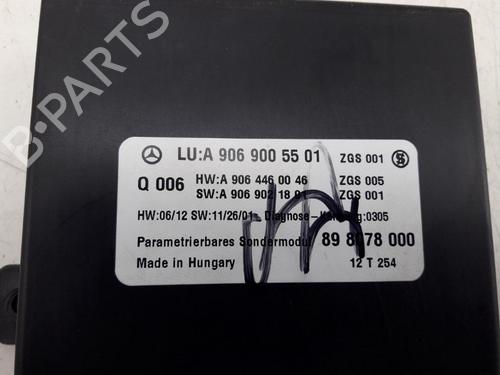 LU:A 906 900 55 01 ZGS 001
Q 006 HW:A 906 446 00 46 ZGS 005
SW:A 906 902 18 01 ZGS 001
HW:06/12 SW:11/26/01 Diagnose - :0305
Parametrierbares Sondermodul 89 8078 000
Made in Hungary 12 T 254
B-PARTS